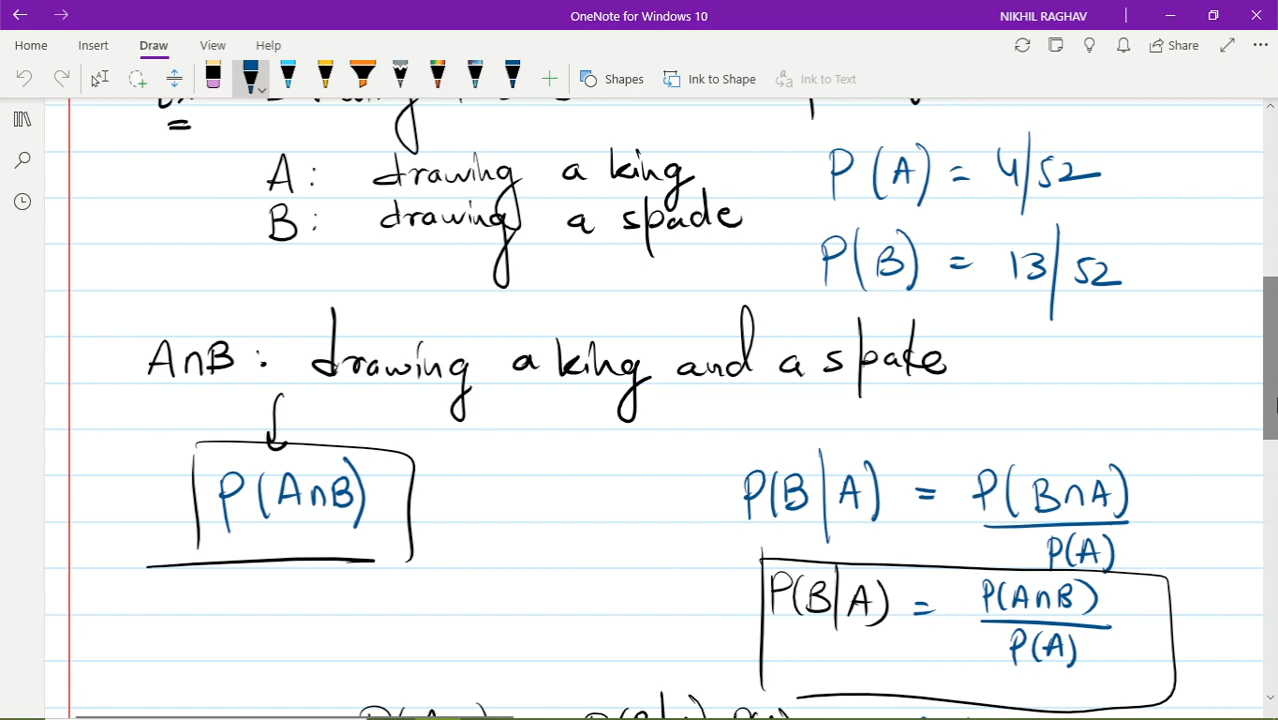 OneNote for Windows 10
NIKHIL RAGHAV
Home Insert Draw View Help
Share
Shapes Ink to Shape Ink to Text
A: drawing a king
P(A) = 4/52
B: drawing a spade
P(B) = 13/52
A∩B: drawing a king and a spade
P(A∩B)
P(B|A) = P(B∩A)
P(A)
P(B|A) = P(A∩B)
P(A)